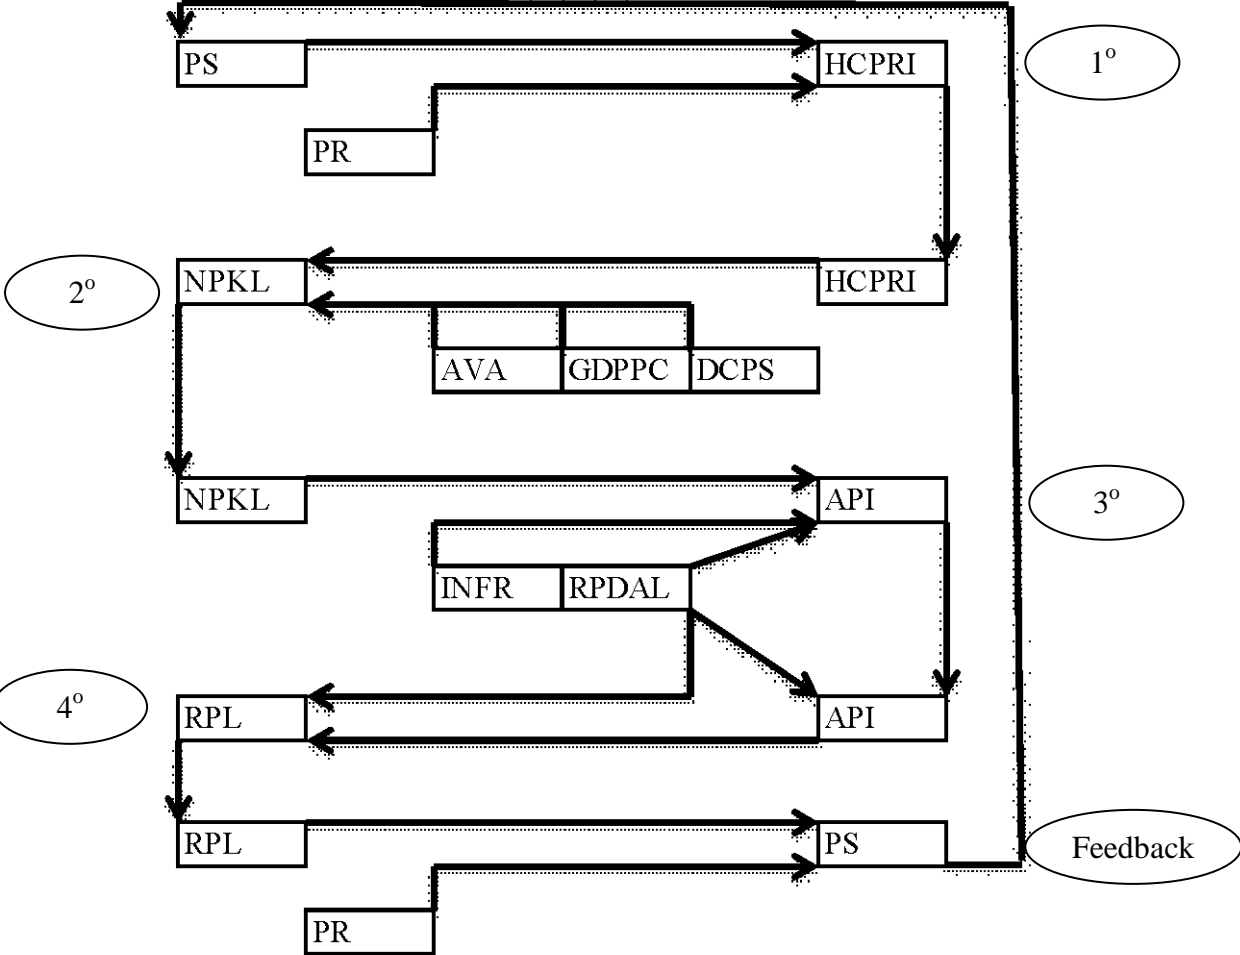 PS
HCPRI
1º
PR
2º
NPKL
HCPRI
AVA
GDPPC
DCPS
NPKL
API
3º
INFR
RPDAL
4º
RPL
API
RPL
PS
Feedback
PR